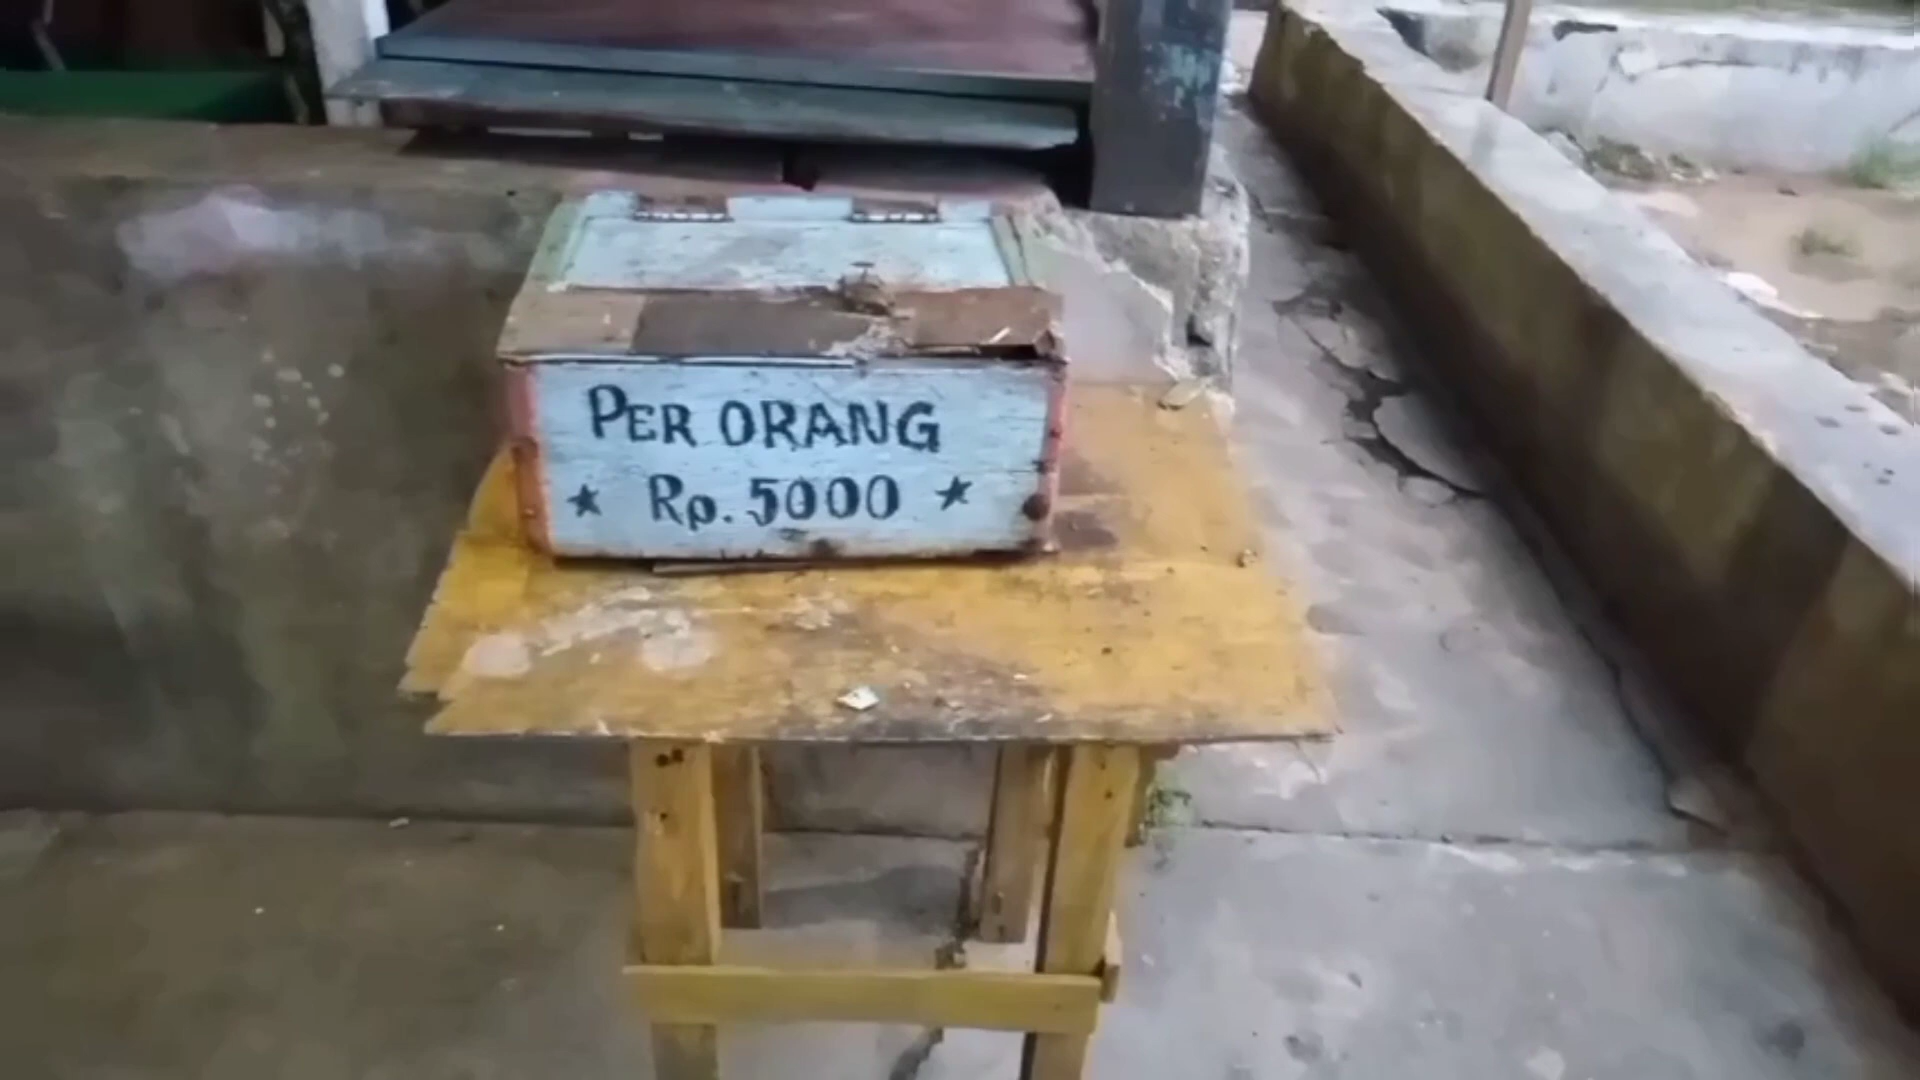 PER ORANG
★ Rp. 5000 ★